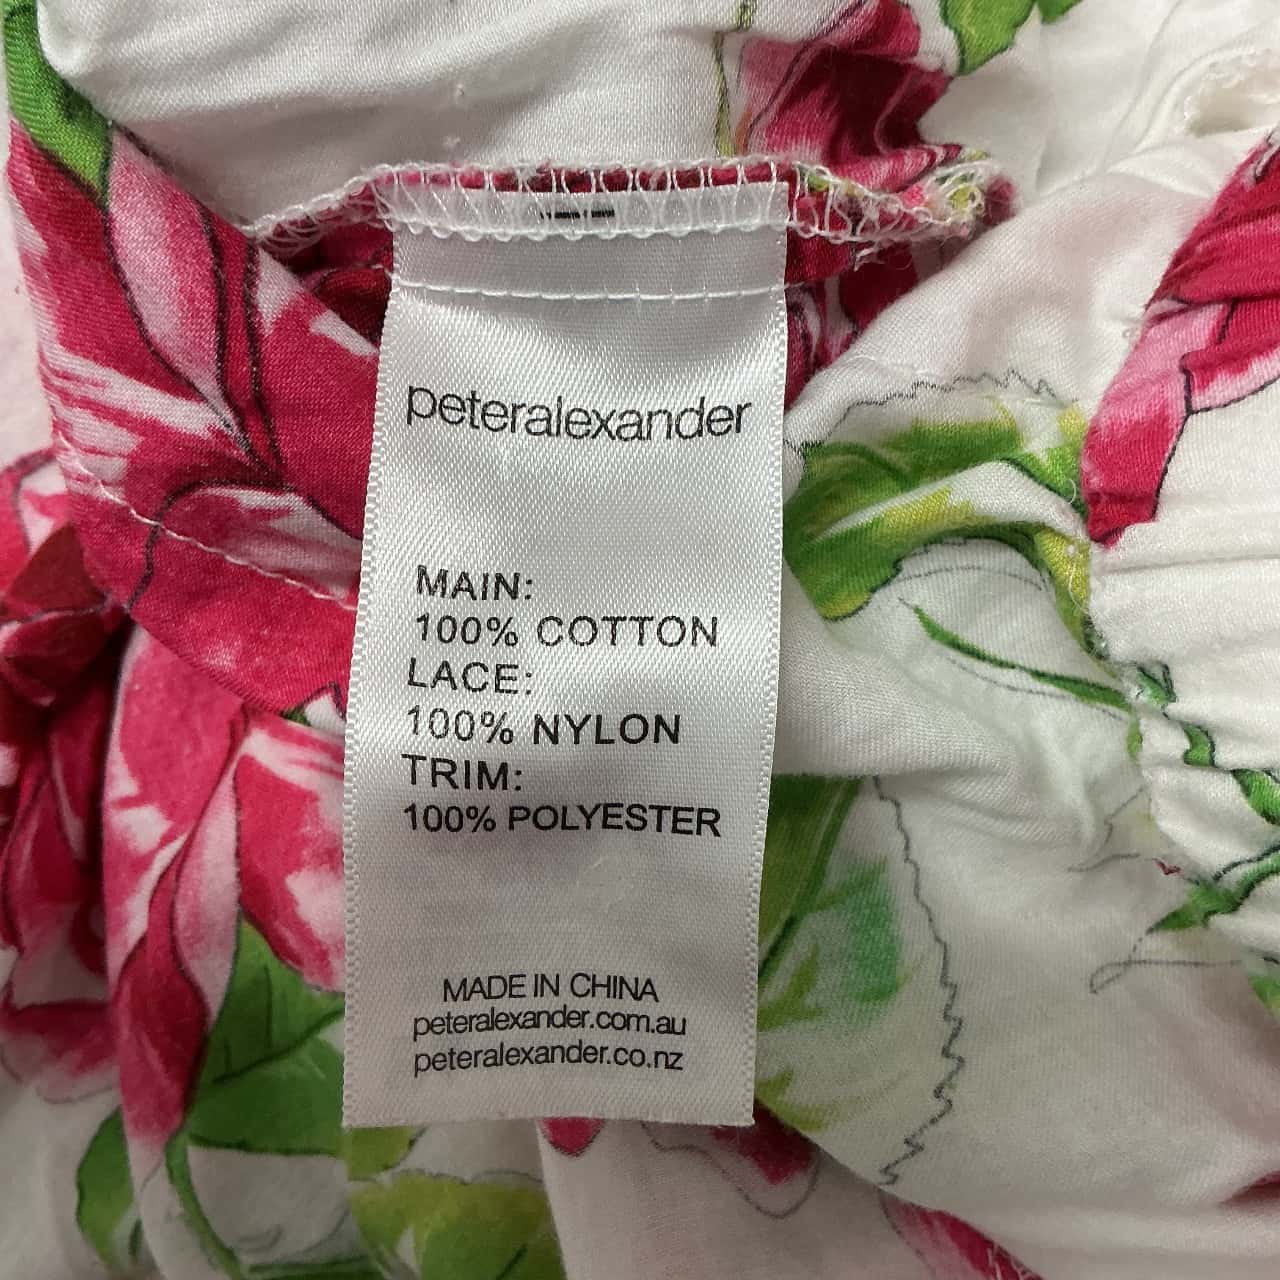 peteralexander
MAIN:
100% COTTON
LACE:
100% NYLON
TRIM:
100% POLYESTER
MADE IN CHINA
peteralexander.com.au
peteralexander.co.nz